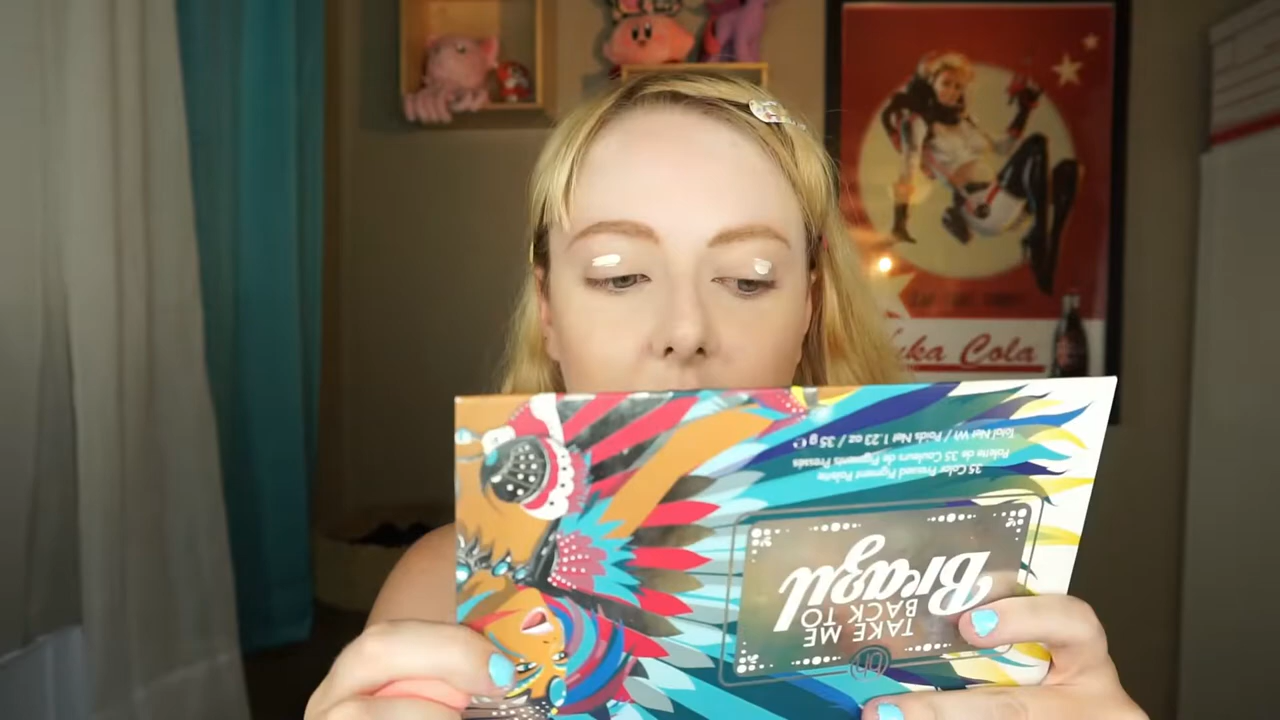 TAKE ME
BACK TO
Brazil
bh
35 Color Pressed Pigment Palette
Palette de 35 Couleurs de Pigments Pressés
Total Net Wt / Poids Net 1.23 oz / 35 g ℮
uka Cola